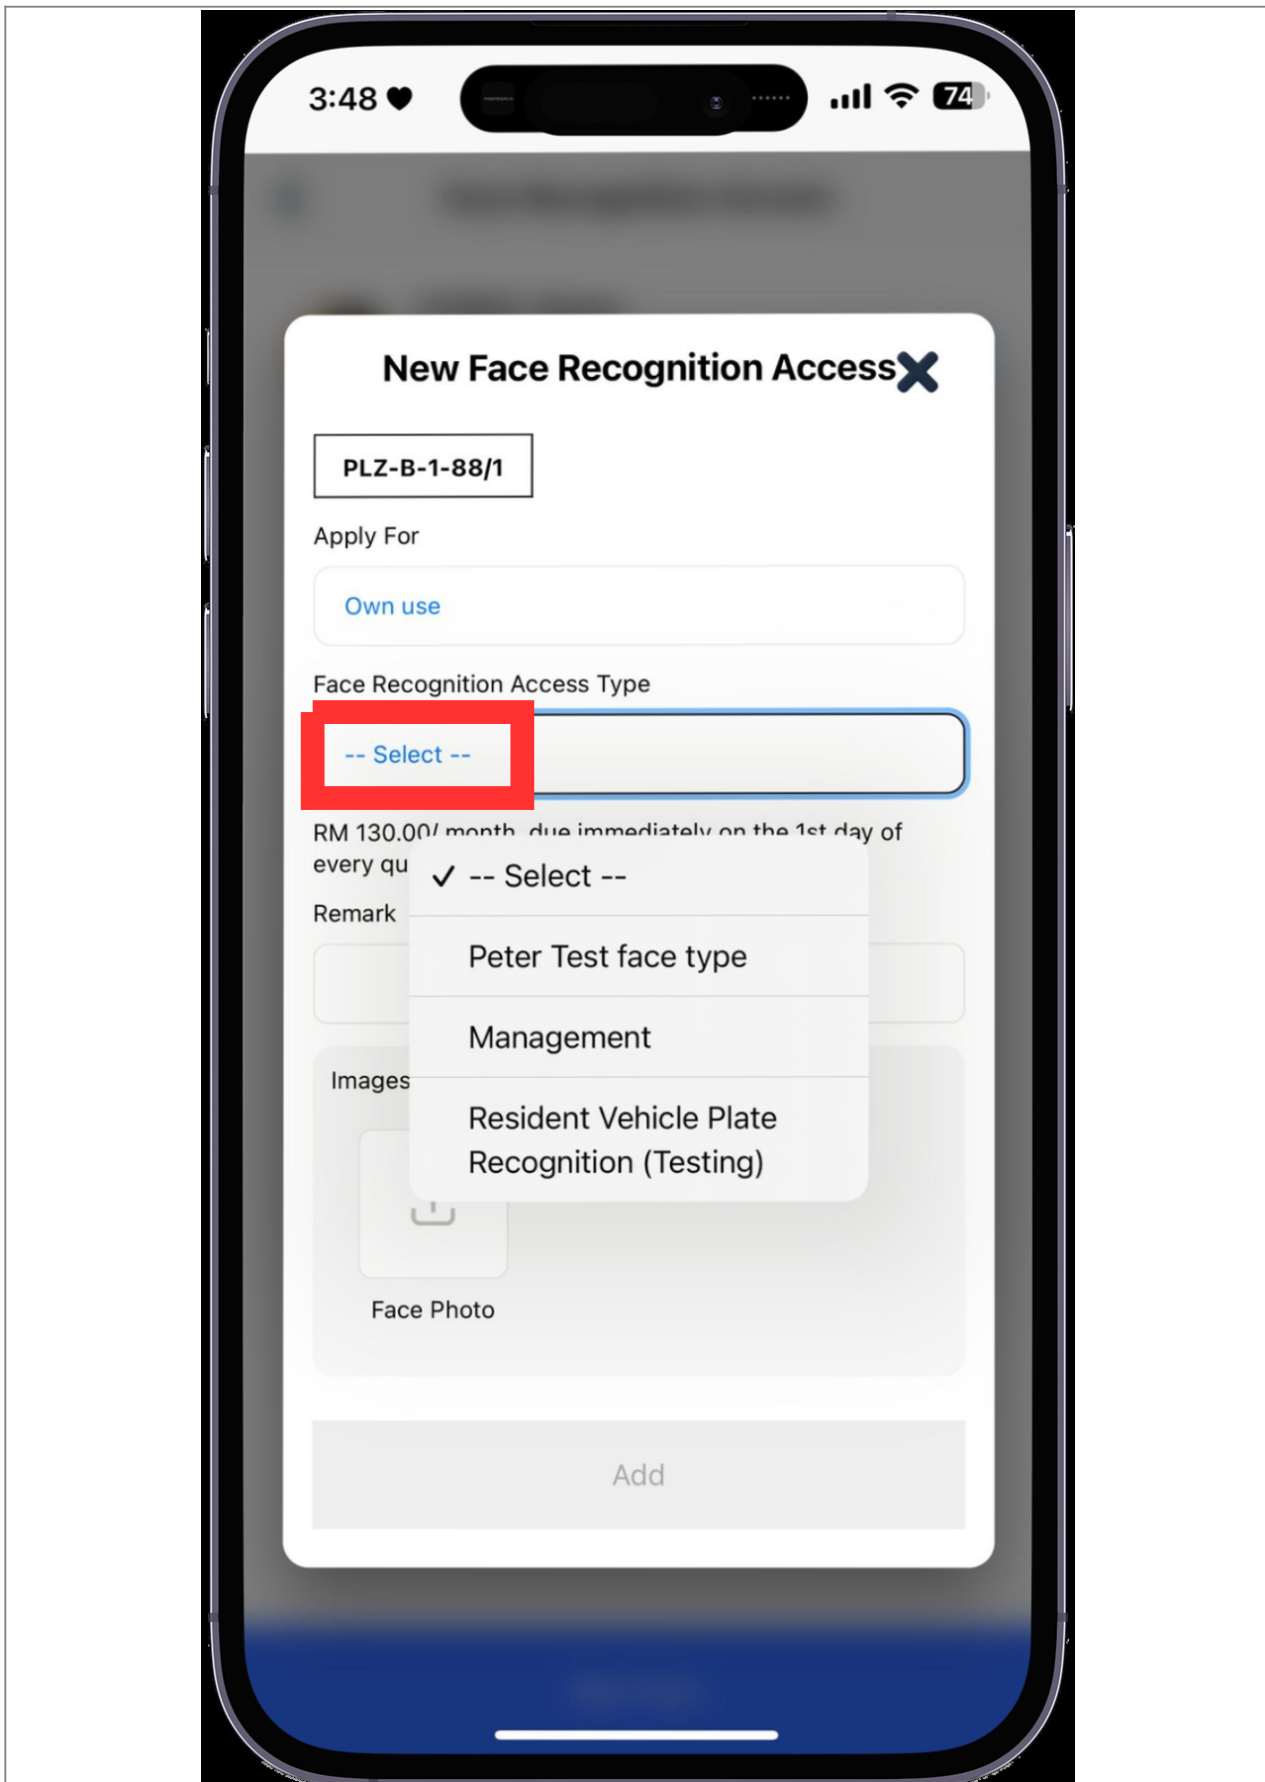 3:48
74
New Face Recognition Access
PLZ-B-1-88/1
Apply For
Own use
Face Recognition Access Type
-- Select --
RM 130.00/ month, due immediately on the 1st day of
every qu
✓ -- Select --
Remark
Peter Test face type
Management
Images
Resident Vehicle Plate
Recognition (Testing)
Face Photo
Add